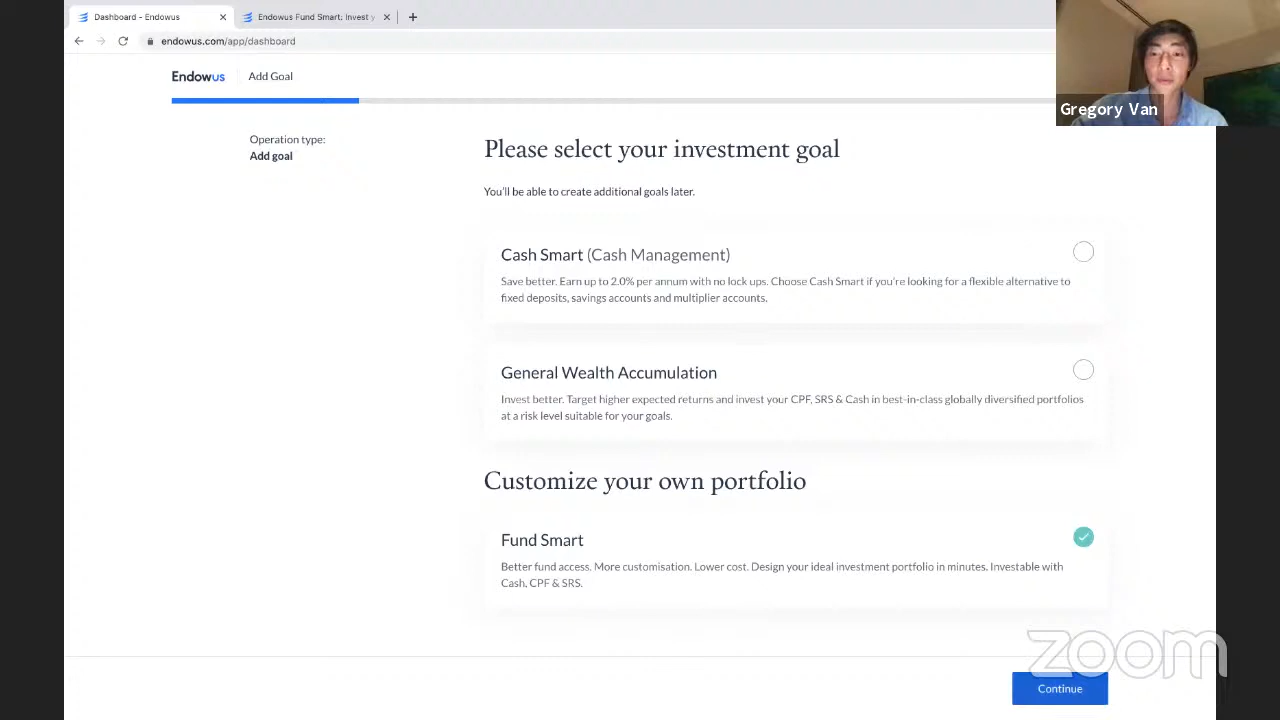 Dashboard - Endowus
Endowus Fund Smart: Invest y
endowus.com/app/dashboard
Endowus
Add Goal
Gregory Van
Operation type:
Add goal
Please select your investment goal
You'll be able to create additional goals later.
Cash Smart (Cash Management)
Save better. Earn up to 2.0% per annum with no lock ups. Choose Cash Smart if you're looking for a flexible alternative to
fixed deposits, savings accounts and multiplier accounts.
General Wealth Accumulation
Invest better. Target higher expected returns and invest your CPF, SRS & Cash in best-in-class globally diversified portfolios
at a risk level suitable for your goals.
Customize your own portfolio
Fund Smart
Better fund access. More customisation. Lower cost. Design your ideal investment portfolio in minutes. Investable with
Cash, CPF & SRS.
zoom
Continue